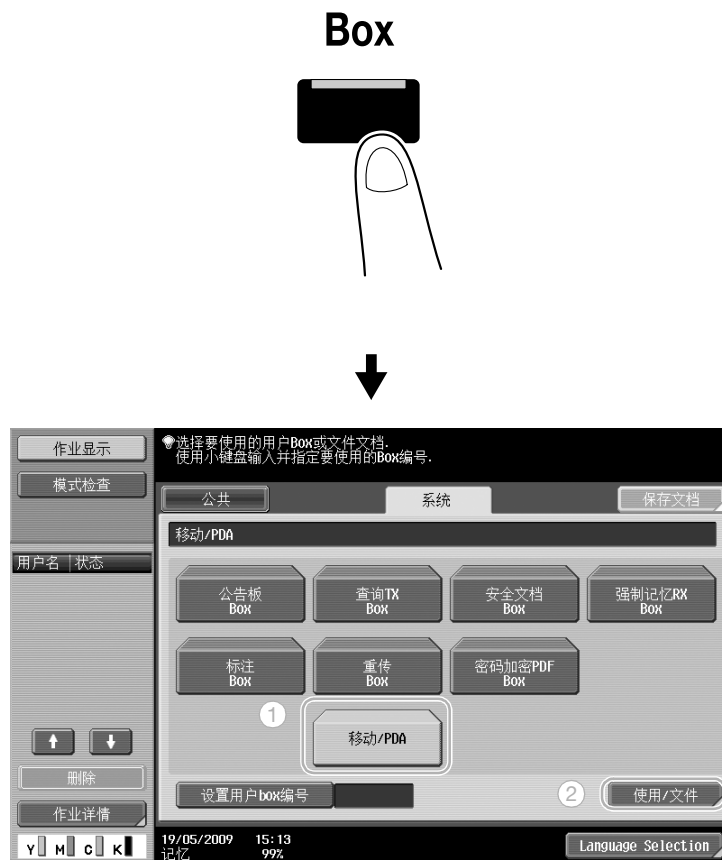 Box
作业显示
模式检查
选择要使用的用户Box或文件文档.
使用小键盘输入并指定要使用的Box编号.
公共
系统
保存文档
移动/PDA
用户名 状态
公告板
Box
查询TX
Box
安全文档
Box
强制记忆RX
Box
标注
Box
重传
Box
密码加密PDF
Box
1
移动/PDA
删除
设置用户box编号
2
使用/文件
作业详情
Y M C K
19/05/2009 15:13
记忆 99%
Language Selection